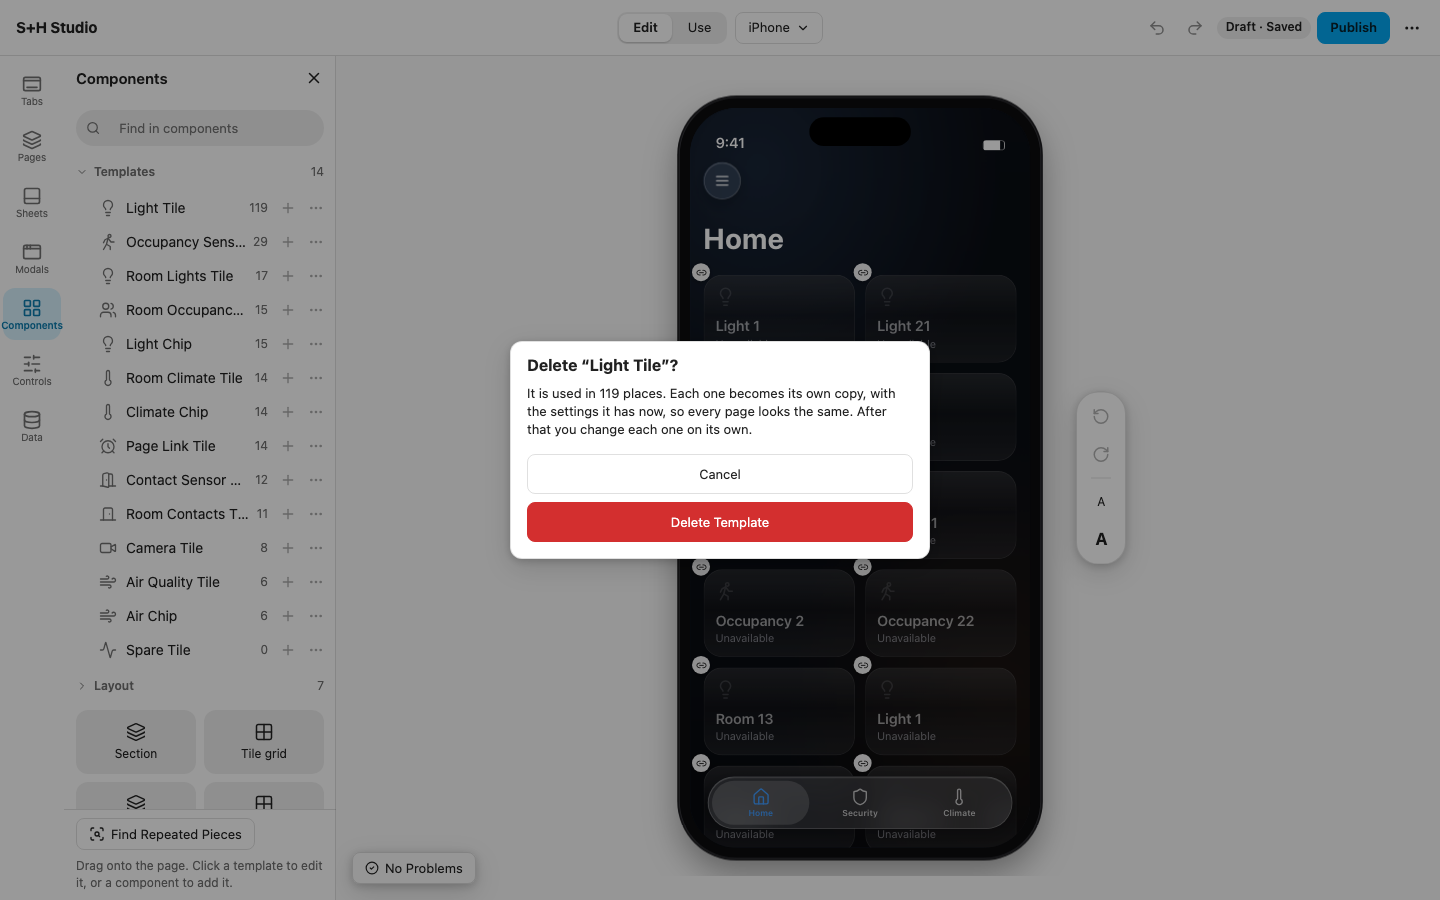 S+H Studio
Edit
Use
iPhone
Draft · Saved
Publish
Tabs
Pages
Sheets
Modals
Components
Controls
Data
Components
Find in components
Templates 14
Light Tile 119
Occupancy Sens... 29
Room Lights Tile 17
Room Occupanc... 15
Light Chip 15
Room Climate Tile 14
Climate Chip 14
Page Link Tile 14
Contact Sensor ... 12
Room Contacts T... 11
Camera Tile 8
Air Quality Tile 6
Air Chip 6
Spare Tile 0
Layout 7
Section
Tile grid
Find Repeated Pieces
Drag onto the page. Click a template to edit
it, or a component to add it.
No Problems
9:41
Home
Light 1
Light 21
Delete “Light Tile”?
It is used in 119 places. Each one becomes its own copy, with
the settings it has now, so every page looks the same. After
that you change each one on its own.
Cancel
Delete Template
Occupancy 2
Unavailable
Occupancy 22
Unavailable
Room 13
Unavailable
Light 1
Unavailable
Home
Security
Climate
Unavailable
Unavailable
A
A